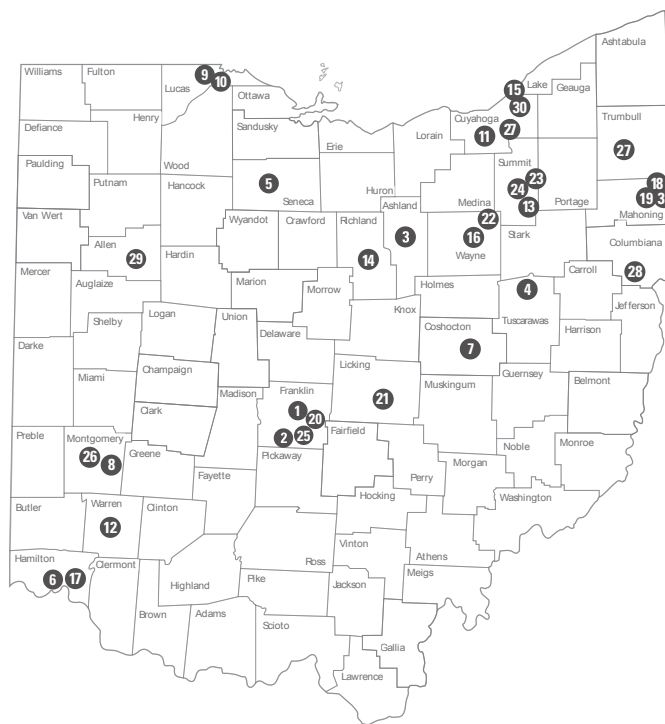 Ashtabula
Williams
Fulton
9
Lucas
10
15
Lake
Geauga
Ottawa
30
Cuyahoga
Henry
Trumbull
Defiance
Sandusky
11
27
Lorain
Erie
27
Paulding
Wood
Summit
Putnam
Hancock
5
Seneca
Huron
Medina
24
23
18
Ashland
13
Portage
19
3
Van Wert
Wyandot
Crawford
Richland
22
Mahoning
Allen
3
16
Stark
Columbiana
29
Hardin
14
Wayne
Mercer
Carroll
28
Auglaize
Marion
Morrow
Holmes
4
Jefferson
Logan
Union
Knox
Shelby
Delaware
Coshocton
Tuscarawas
Harrison
Darke
7
Licking
Champaign
Guernsey
Miami
Madison
Franklin
21
Muskingum
Belmont
Clark
1
20
Preble
Montgomery
2
25
Fairfield
26
8
Greene
Pickaway
Noble
Monroe
Perry
Morgan
Fayette
Hocking
Washington
Butler
Warren
Clinton
12
Vinton
Hamilton
Clermont
Ross
Athens
6
17
Highland
Pike
Jackson
Meigs
Brown
Adams
Scioto
Gallia
Lawrence